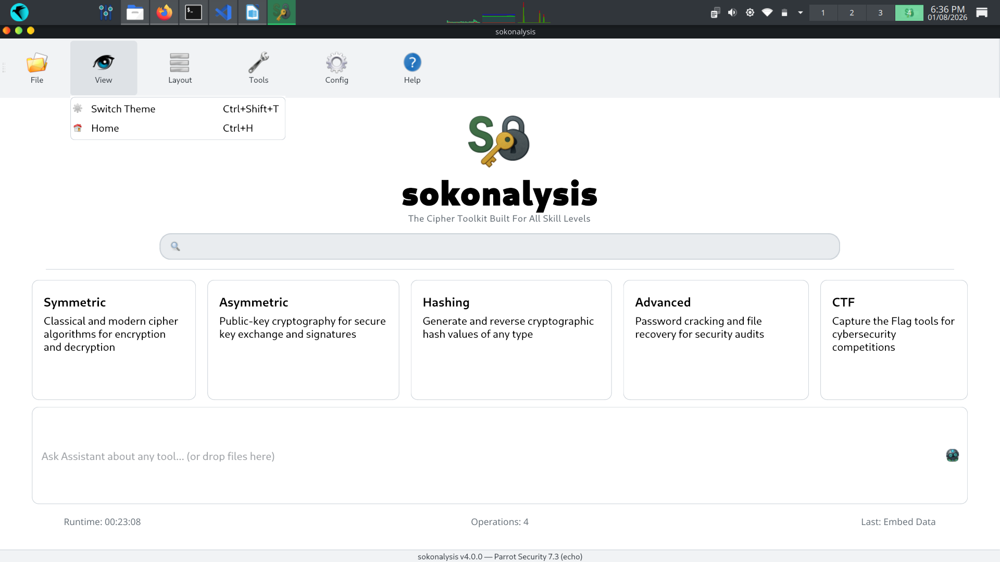 1
2
3
4
6:36 PM
01/08/2026
sokonalysis
File
View
Layout
Tools
Config
Help
Switch Theme Ctrl+Shift+T
Home Ctrl+H
sokonalysis
The Cipher Toolkit Built For All Skill Levels
Symmetric
Classical and modern cipher
algorithms for encryption
and decryption
Asymmetric
Public-key cryptography for secure
key exchange and signatures
Hashing
Generate and reverse cryptographic
hash values of any type
Advanced
Password cracking and file
recovery for security audits
CTF
Capture the Flag tools for
cybersecurity
competitions
Ask Assistant about any tool... (or drop files here)
Runtime: 00:23:08
Operations: 4
Last: Embed Data
sokonalysis v4.0.0 — Parrot Security 7.3 (echo)